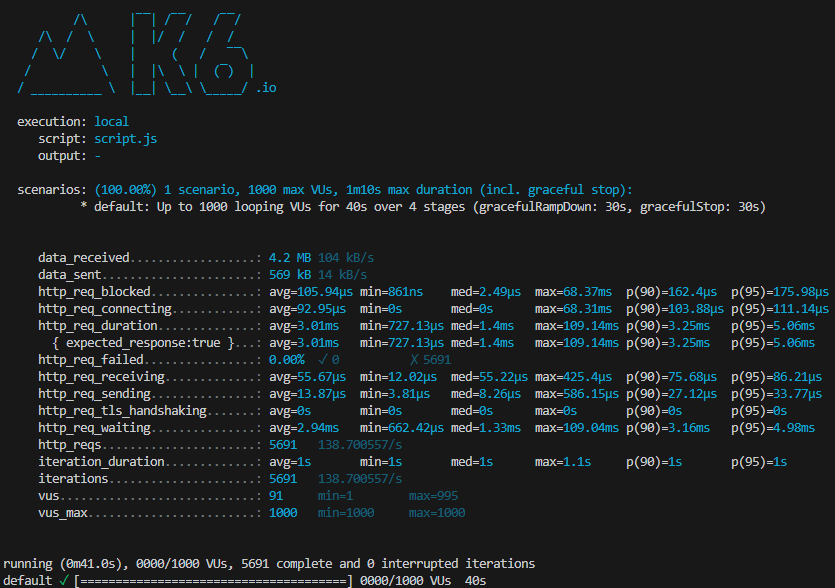 .io
execution: local
script: script.js
output: -
scenarios: (100.00%) 1 scenario, 1000 max VUs, 1m10s max duration (incl. graceful stop):
* default: Up to 1000 looping VUs for 40s over 4 stages (gracefulRampDown: 30s, gracefulStop: 30s)
data_received..................: 4.2 MB 104 kB/s
data_sent......................: 569 kB 14 kB/s
http_req_blocked...............: avg=105.94µs min=861ns med=2.49µs max=68.37ms p(90)=162.4µs p(95)=175.98µs
http_req_connecting............: avg=92.95µs min=0s med=0s max=68.31ms p(90)=103.88µs p(95)=111.14µs
http_req_duration..............: avg=3.01ms min=727.13µs med=1.4ms max=109.14ms p(90)=3.25ms p(95)=5.06ms
{ expected_response:true }...: avg=3.01ms min=727.13µs med=1.4ms max=109.14ms p(90)=3.25ms p(95)=5.06ms
http_req_failed................: 0.00% ✓ 0 ✗ 5691
http_req_receiving.............: avg=55.67µs min=12.02µs med=55.22µs max=425.4µs p(90)=75.68µs p(95)=86.21µs
http_req_sending...............: avg=13.87µs min=3.81µs med=8.26µs max=586.15µs p(90)=27.12µs p(95)=33.77µs
http_req_tls_handshaking.......: avg=0s min=0s med=0s max=0s p(90)=0s p(95)=0s
http_req_waiting...............: avg=2.94ms min=662.42µs med=1.33ms max=109.04ms p(90)=3.16ms p(95)=4.98ms
http_reqs......................: 5691 138.700557/s
iteration_duration.............: avg=1s min=1s med=1s max=1.1s p(90)=1s p(95)=1s
iterations.....................: 5691 138.700557/s
vus............................: 91 min=1 max=995
vus_max........................: 1000 min=1000 max=1000
running (0m41.0s), 0000/1000 VUs, 5691 complete and 0 interrupted iterations
default ✓ [======================================] 0000/1000 VUs 40s